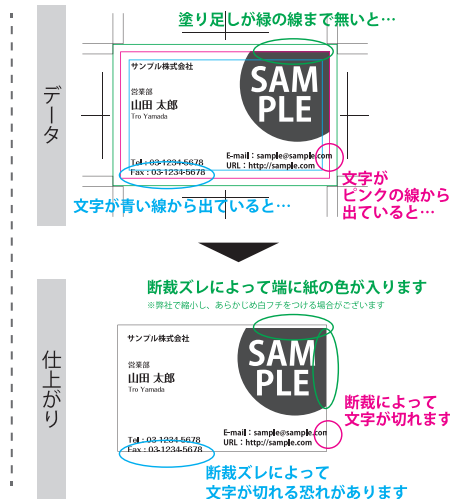 データ
塗り足しが緑の線まで無いと…
サンプル株式会社
営業部
山田 太郎
Tro Yamada
SAM
PLE
Tel : 03-1234-5678
Fax : 03-1234-5678
E-mail : sample@sample.com
URL : http://sample.com
文字が青い線から出ていると…
文字が
ピンクの線から
出ていると…
仕上がり
断裁ズレによって端に紙の色が入ります
※弊社で縮小し、あらかじめ白フチをつける場合がございます
サンプル株式会社
営業部
山田 太郎
Tro Yamada
SAM
PLE
Tel : 03-1234-5678
Fax : 03-1234-5678
E-mail : sample@sample.com
URL : http://sample.com
断裁によって
文字が切れます
断裁ズレによって
文字が切れる恐れがあります